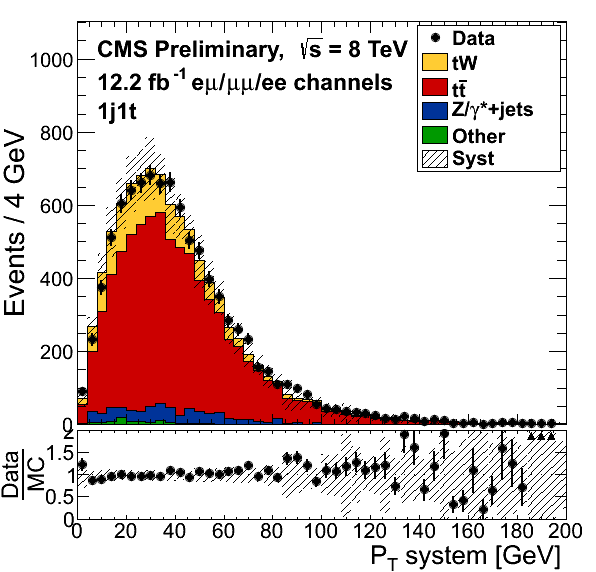 CMS Preliminary, √s = 8 TeV
12.2 fb⁻¹ eμ/μμ/ee channels
1j1t
Data
tW
tt̄
Z/γ*+jets
Other
Syst
Events / 4 GeV
1000
800
600
400
200
0
Data/MC
2
1.5
1
0.5
0
0 20 40 60 80 100 120 140 160 180 200
P_T system [GeV]